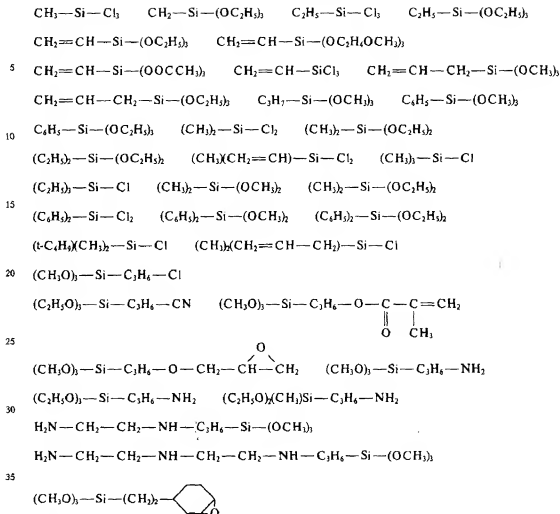 CH₃—Si—Cl₃ CH₂—Si—(OC₂H₅)₃ C₂H₅—Si—Cl₃ C₂H₅—Si—(OC₂H₅)₃
CH₂=CH—Si—(OC₂H₅)₃ CH₂=CH—Si—(OC₂H₄OCH₃)₃
5 CH₂=CH—Si—(OOCCH₃)₃ CH₂=CH—SiCl₃ CH₂=CH—CH₂—Si—(OCH₃)₃
CH₂=CH—CH₂—Si—(OC₂H₅)₃ C₃H₇—Si—(OCH₃)₃ C₆H₅—Si—(OCH₃)₃
C₆H₅—Si—(OC₂H₅)₃ (CH₃)₂—Si—Cl₂ (CH₃)₂—Si—(OC₂H₅)₂
10
(C₂H₅)₂—Si—(OC₂H₅)₂ (CH₃)(CH₂=CH)—Si—Cl₂ (CH₃)₃—Si—Cl
(C₂H₅)₃—Si—Cl (CH₃)₂—Si—(OCH₃)₂ (CH₃)₂—Si—(OC₂H₅)₂
15
(C₆H₅)₂—Si—Cl₂ (C₆H₅)₂—Si—(OCH₃)₂ (C₆H₅)₂—Si—(OC₂H₅)₂
(t-C₄H₉)(CH₃)₂—Si—Cl (CH₃)₂(CH₂=CH—CH₂)—Si—Cl
20 (CH₃O)₃—Si—C₃H₆—Cl
(C₂H₅O)₃—Si—C₃H₆—CN (CH₃O)₃—Si—C₃H₆—O—C—C=CH₂
O CH₃
25
O
(CH₃O)₃—Si—C₃H₆—O—CH₂—CH—CH₂ (CH₃O)₃—Si—C₃H₆—NH₂
(C₂H₅O)₃—Si—C₃H₆—NH₂ (C₂H₅O)₂(CH₃)Si—C₃H₆—NH₂
30
H₂N—CH₂—CH₂—NH—C₃H₆—Si—(OCH₃)₃
H₂N—CH₂—CH₂—NH—CH₂—CH₂—NH—C₃H₆—Si—(OCH₃)₃
35
(CH₃O)₃—Si—(CH₂)₂— O